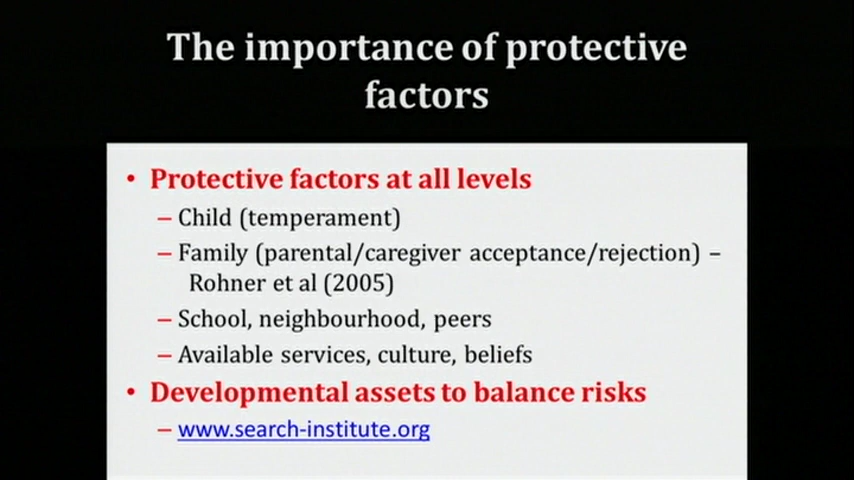 The importance of protective
factors
• Protective factors at all levels
– Child (temperament)
– Family (parental/caregiver acceptance/rejection) –
Rohner et al (2005)
– School, neighbourhood, peers
– Available services, culture, beliefs
• Developmental assets to balance risks
– www.search-institute.org